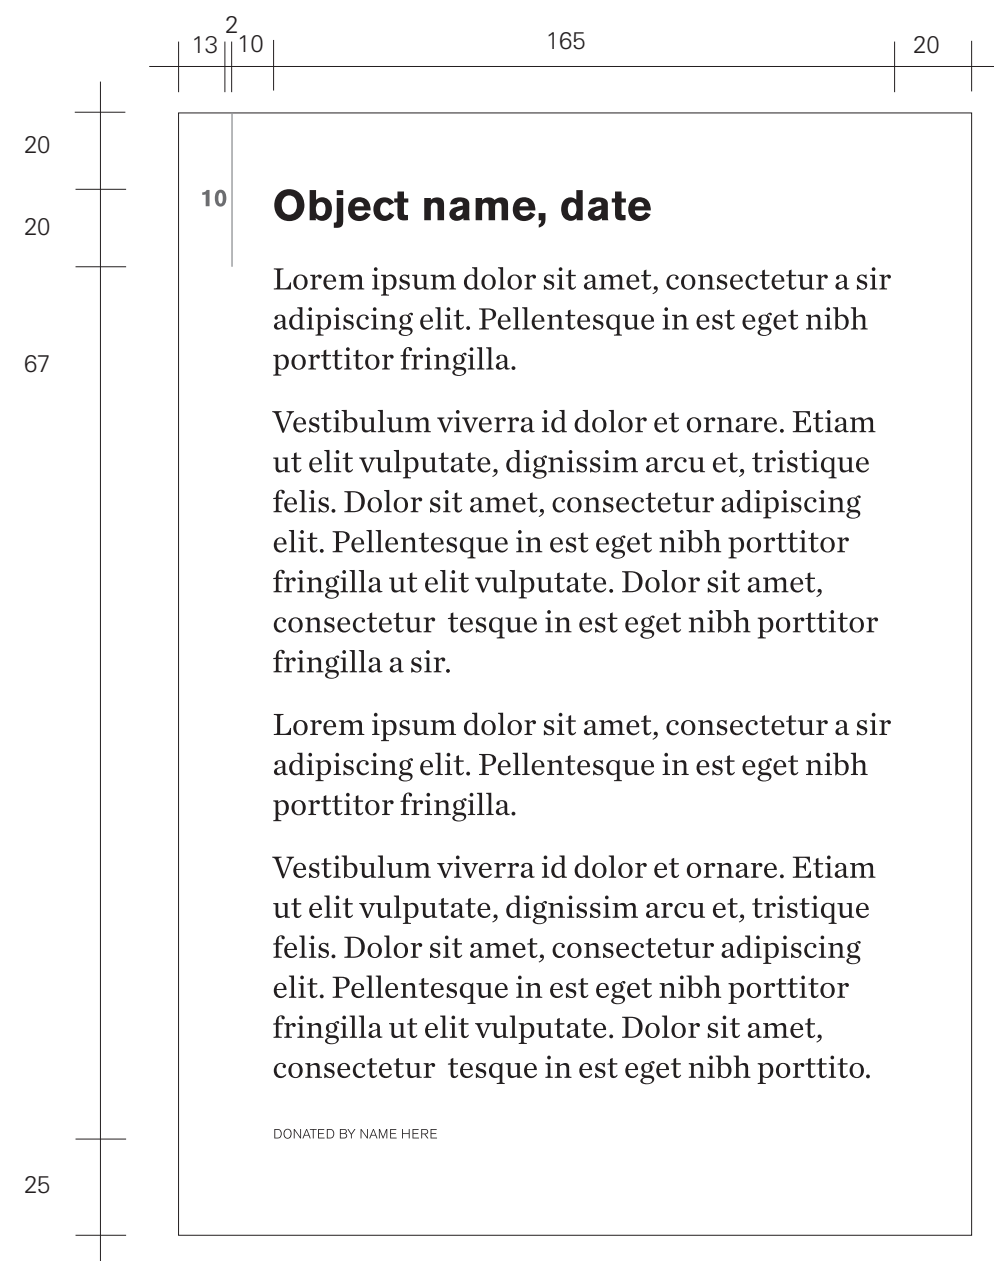 2
13 10 165 20
20
10 Object name, date
20
Lorem ipsum dolor sit amet, consectetur a sir
adipiscing elit. Pellentesque in est eget nibh
porttitor fringilla.
67
Vestibulum viverra id dolor et ornare. Etiam
ut elit vulputate, dignissim arcu et, tristique
felis. Dolor sit amet, consectetur adipiscing
elit. Pellentesque in est eget nibh porttitor
fringilla ut elit vulputate. Dolor sit amet,
consectetur  tesque in est eget nibh porttitor
fringilla a sir.
Lorem ipsum dolor sit amet, consectetur a sir
adipiscing elit. Pellentesque in est eget nibh
porttitor fringilla.
Vestibulum viverra id dolor et ornare. Etiam
ut elit vulputate, dignissim arcu et, tristique
felis. Dolor sit amet, consectetur adipiscing
elit. Pellentesque in est eget nibh porttitor
fringilla ut elit vulputate. Dolor sit amet,
consectetur  tesque in est eget nibh porttito.
DONATED BY NAME HERE
25